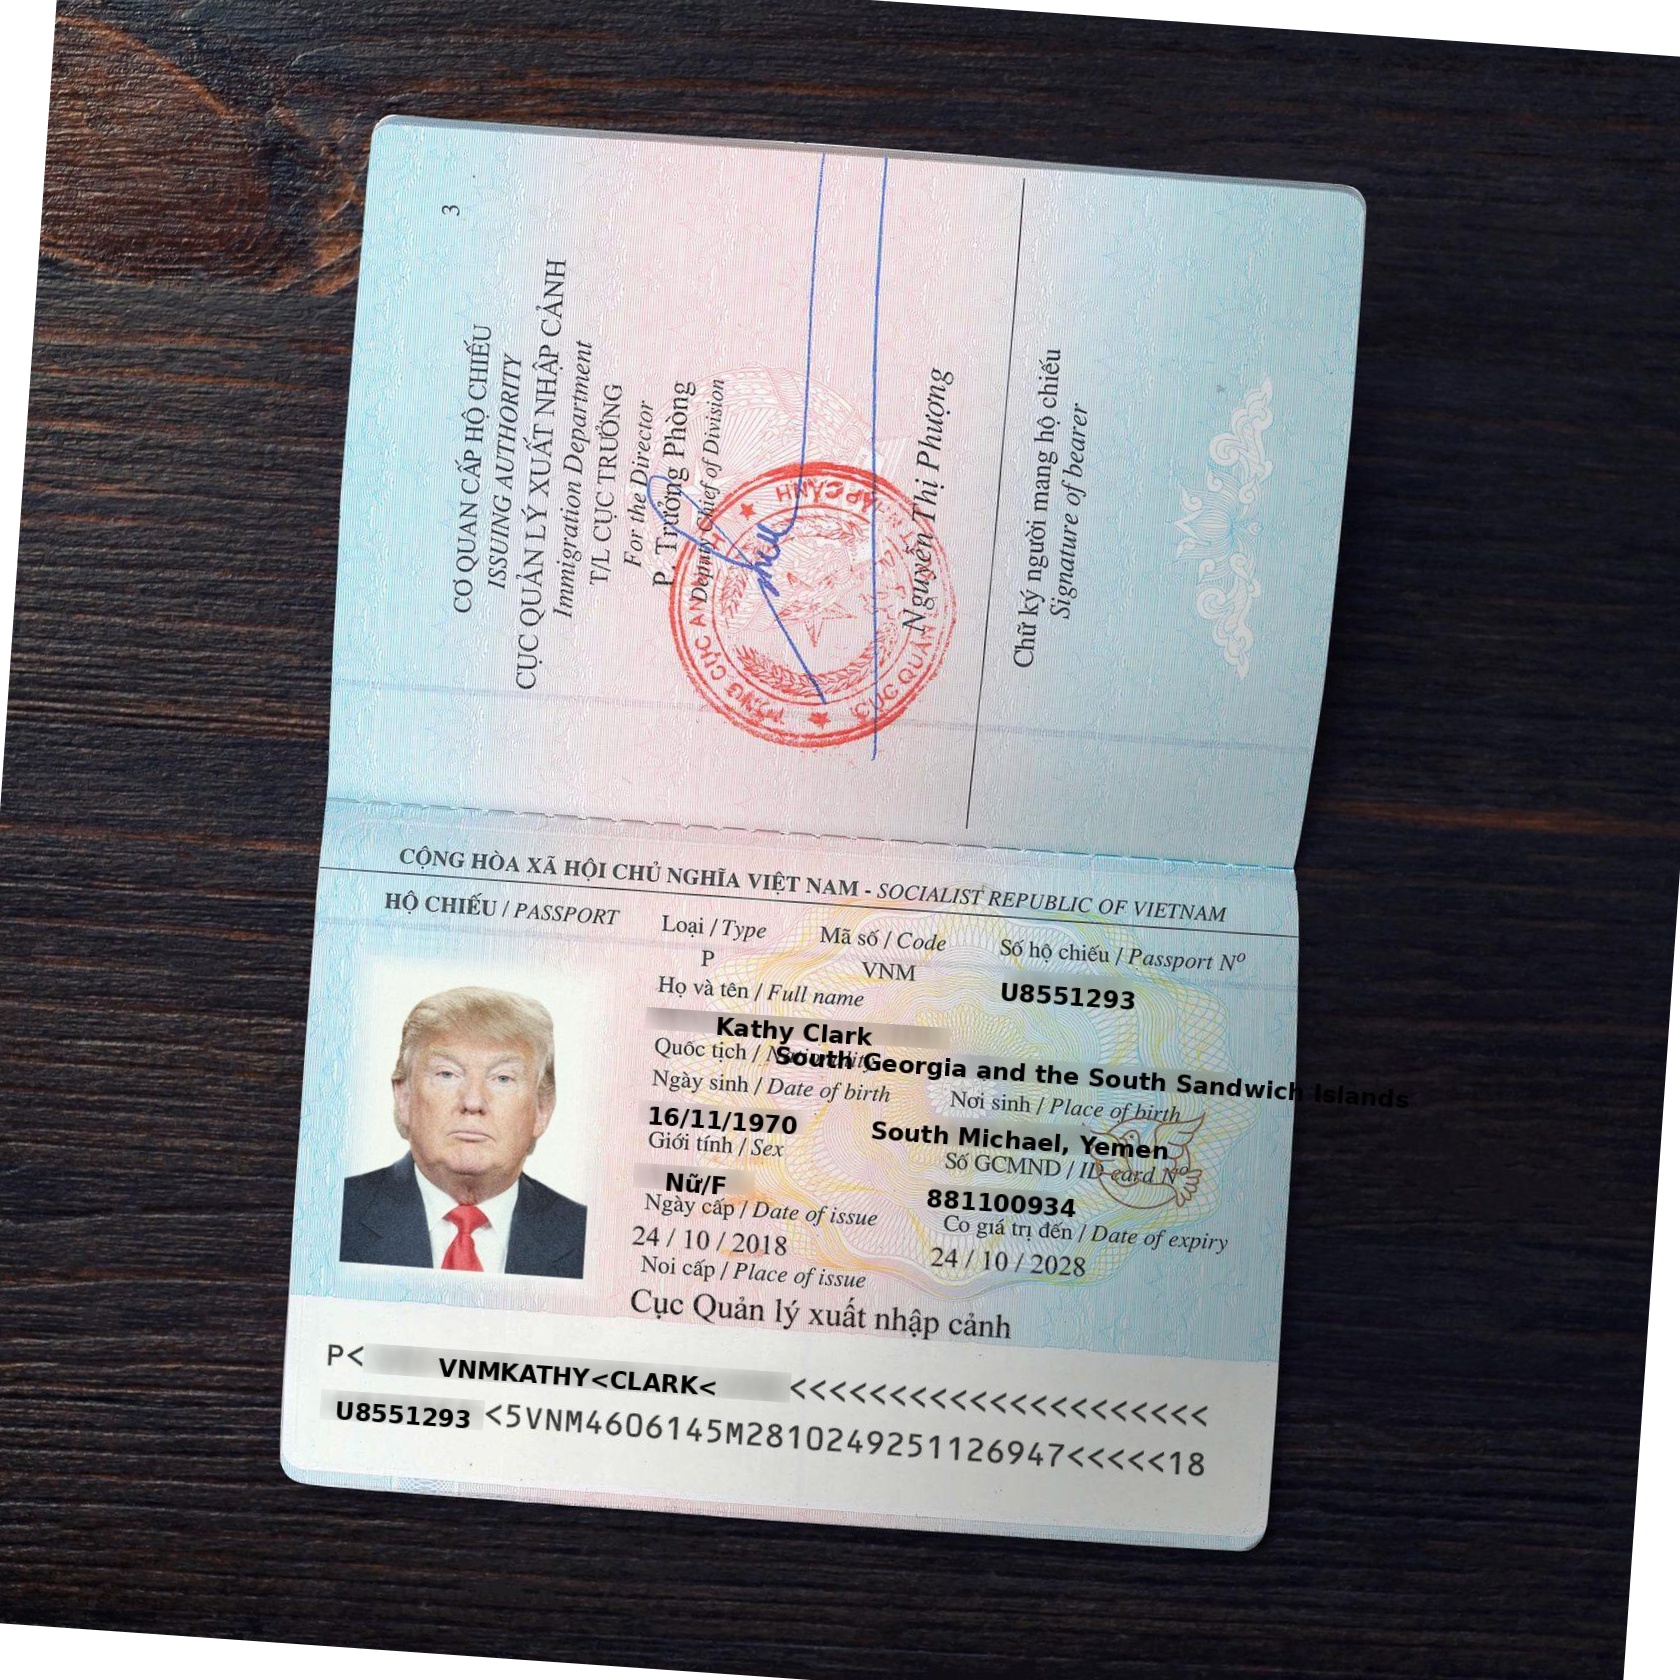 3
CƠ QUAN CẤP HỘ CHIẾU
ISSUING AUTHORITY
CỤC QUẢN LÝ XUẤT NHẬP CẢNH
Immigration Department
T/L CỤC TRƯỞNG
For the Director
P. Trưởng Phòng
Deputy Chief of Division
Nguyễn Thị Phượng
Chữ ký người mang hộ chiếu
Signature of bearer
CỘNG HÒA XÃ HỘI CHỦ NGHĨA VIỆT NAM - SOCIALIST REPUBLIC OF VIETNAM
HỘ CHIẾU / PASSPORT
Loại / Type Mã số / Code Số hộ chiếu / Passport Nº
P VNM U8551293
Họ và tên / Full name
Kathy Clark
Quốc tịch / Nationality South Georgia and the South Sandwich Islands
Ngày sinh / Date of birth Nơi sinh / Place of birth
16/11/1970 South Michael, Yemen
Giới tính / Sex Số GCMND / ID card Nº
Nữ/F 881100934
Ngày cấp / Date of issue Co giá trị đến / Date of expiry
24 / 10 / 2018 24 / 10 / 2028
Noi cấp / Place of issue
Cục Quản lý xuất nhập cảnh
P< VNMKATHY<CLARK< <<<<<<<<<<<<<<<<<<<<<
U8551293 <5VNM4606145M2810249251126947<<<<<18